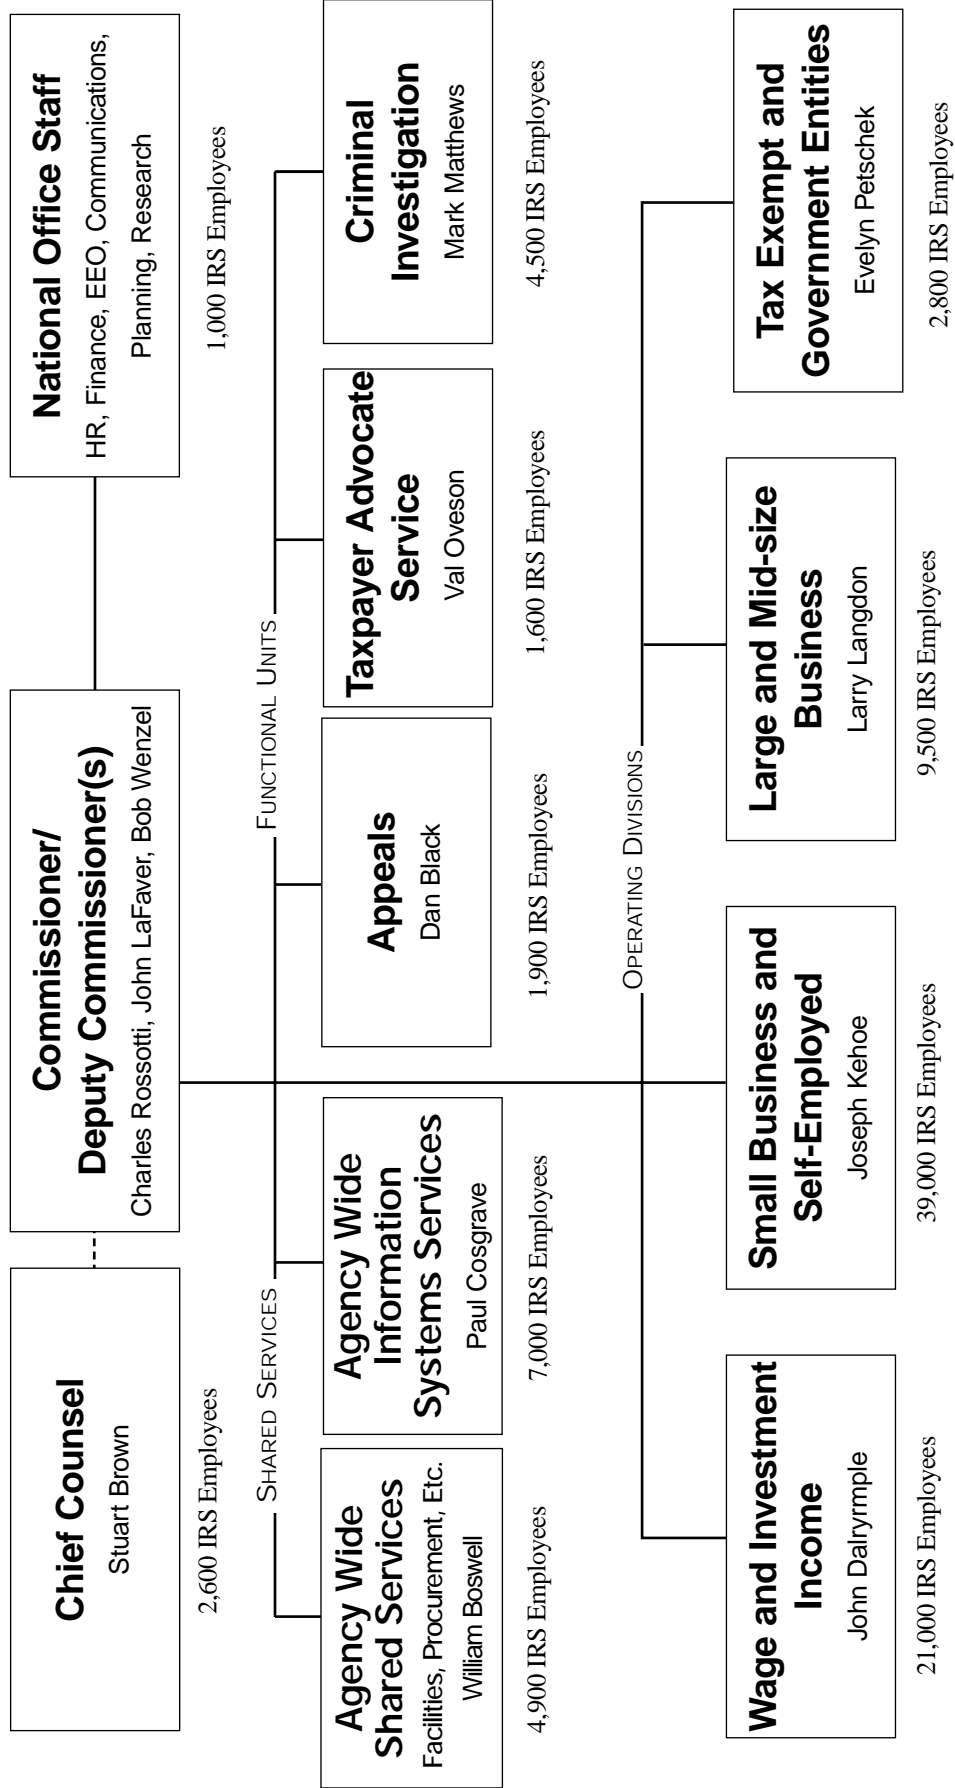 Chief Counsel
Stuart Brown
2,600 IRS Employees
Commissioner/
Deputy Commissioner(s)
Charles Rossotti, John LaFaver, Bob Wenzel
National Office Staff
HR, Finance, EEO, Communications,
Planning, Research
1,000 IRS Employees
SHARED SERVICES
FUNCTIONAL UNITS
Agency Wide
Shared Services
Facilities, Procurement, Etc.
William Boswell
4,900 IRS Employees
Agency Wide
Information
Systems Services
Paul Cosgrave
7,000 IRS Employees
Appeals
Dan Black
1,900 IRS Employees
Taxpayer Advocate
Service
Val Oveson
1,600 IRS Employees
Criminal
Investigation
Mark Matthews
4,500 IRS Employees
OPERATING DIVISIONS
Wage and Investment
Income
John Dalryrmple
21,000 IRS Employees
Small Business and
Self-Employed
Joseph Kehoe
39,000 IRS Employees
Large and Mid-size
Business
Larry Langdon
9,500 IRS Employees
Tax Exempt and
Government Entities
Evelyn Petschek
2,800 IRS Employees